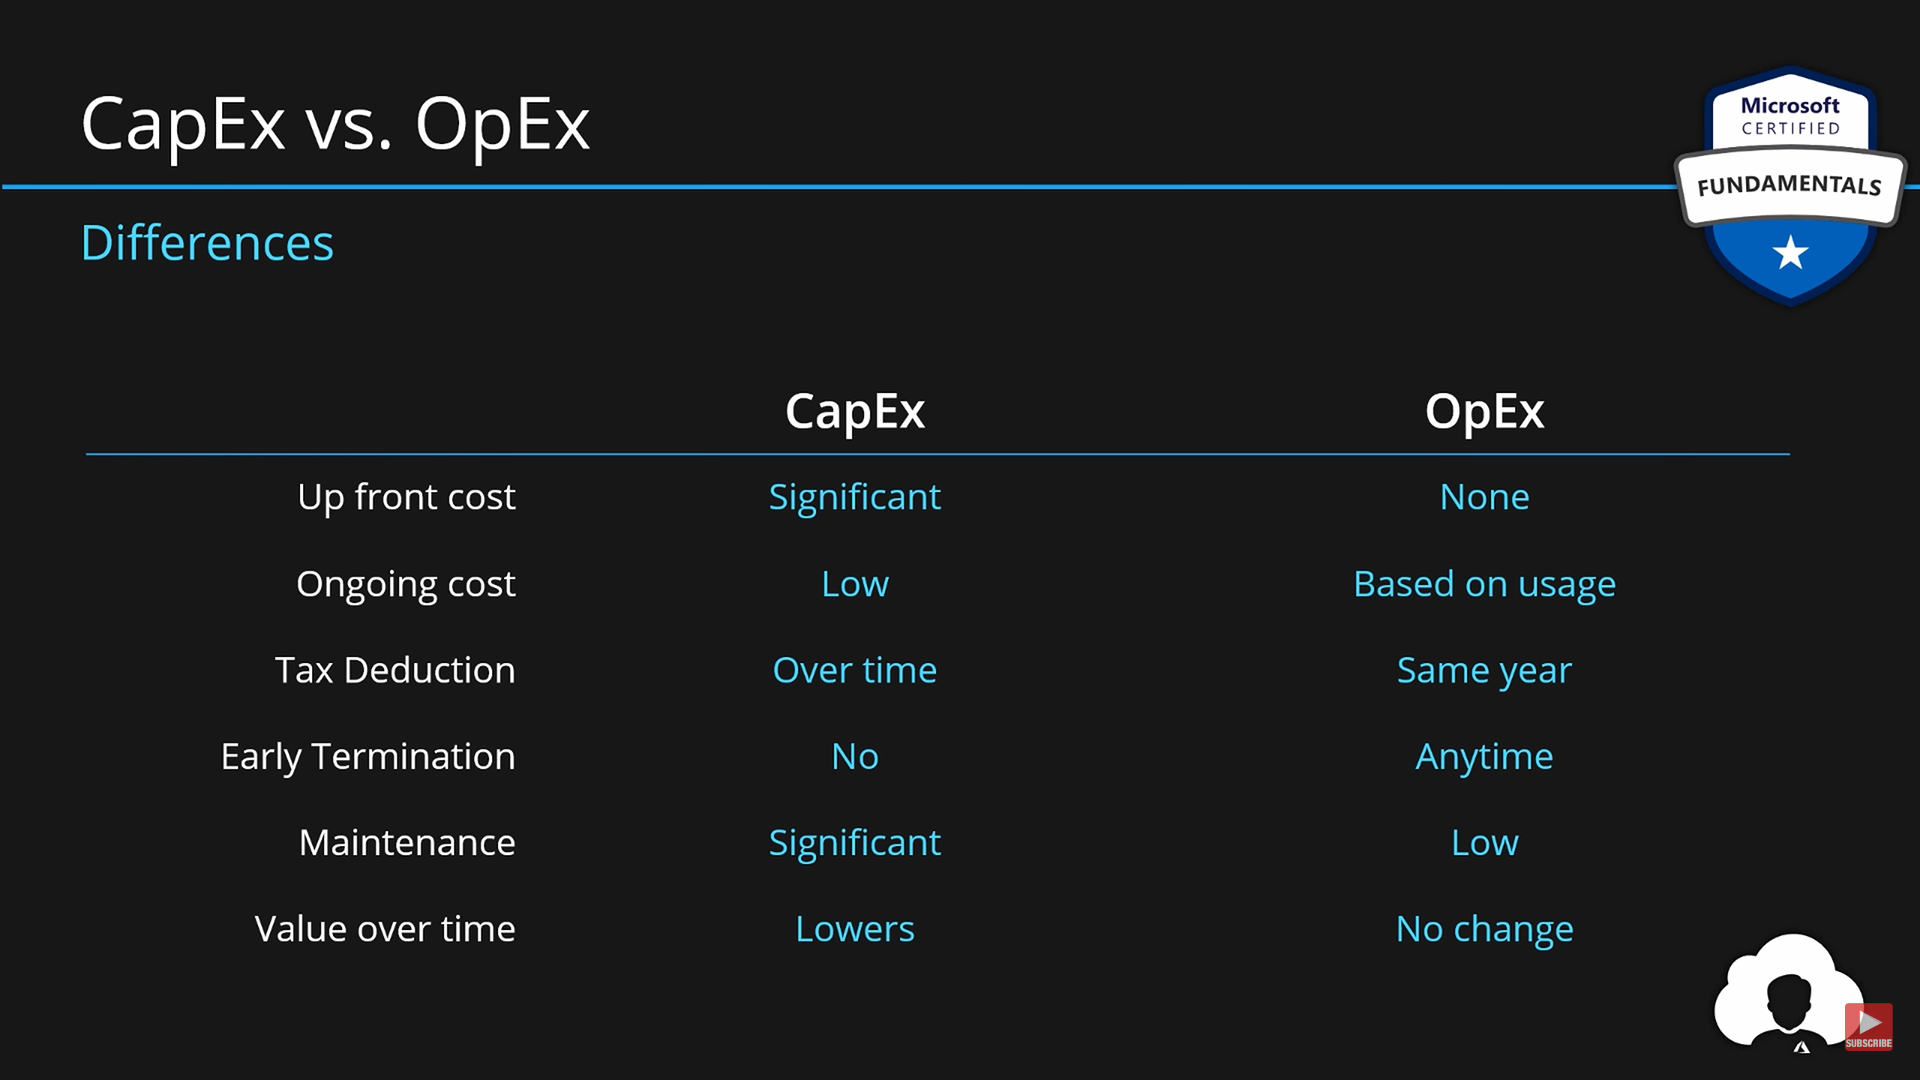 CapEx vs. OpEx
Microsoft
CERTIFIED
FUNDAMENTALS
Differences
CapEx OpEx
Up front cost Significant None
Ongoing cost Low Based on usage
Tax Deduction Over time Same year
Early Termination No Anytime
Maintenance Significant Low
Value over time Lowers No change
SUBSCRIBE